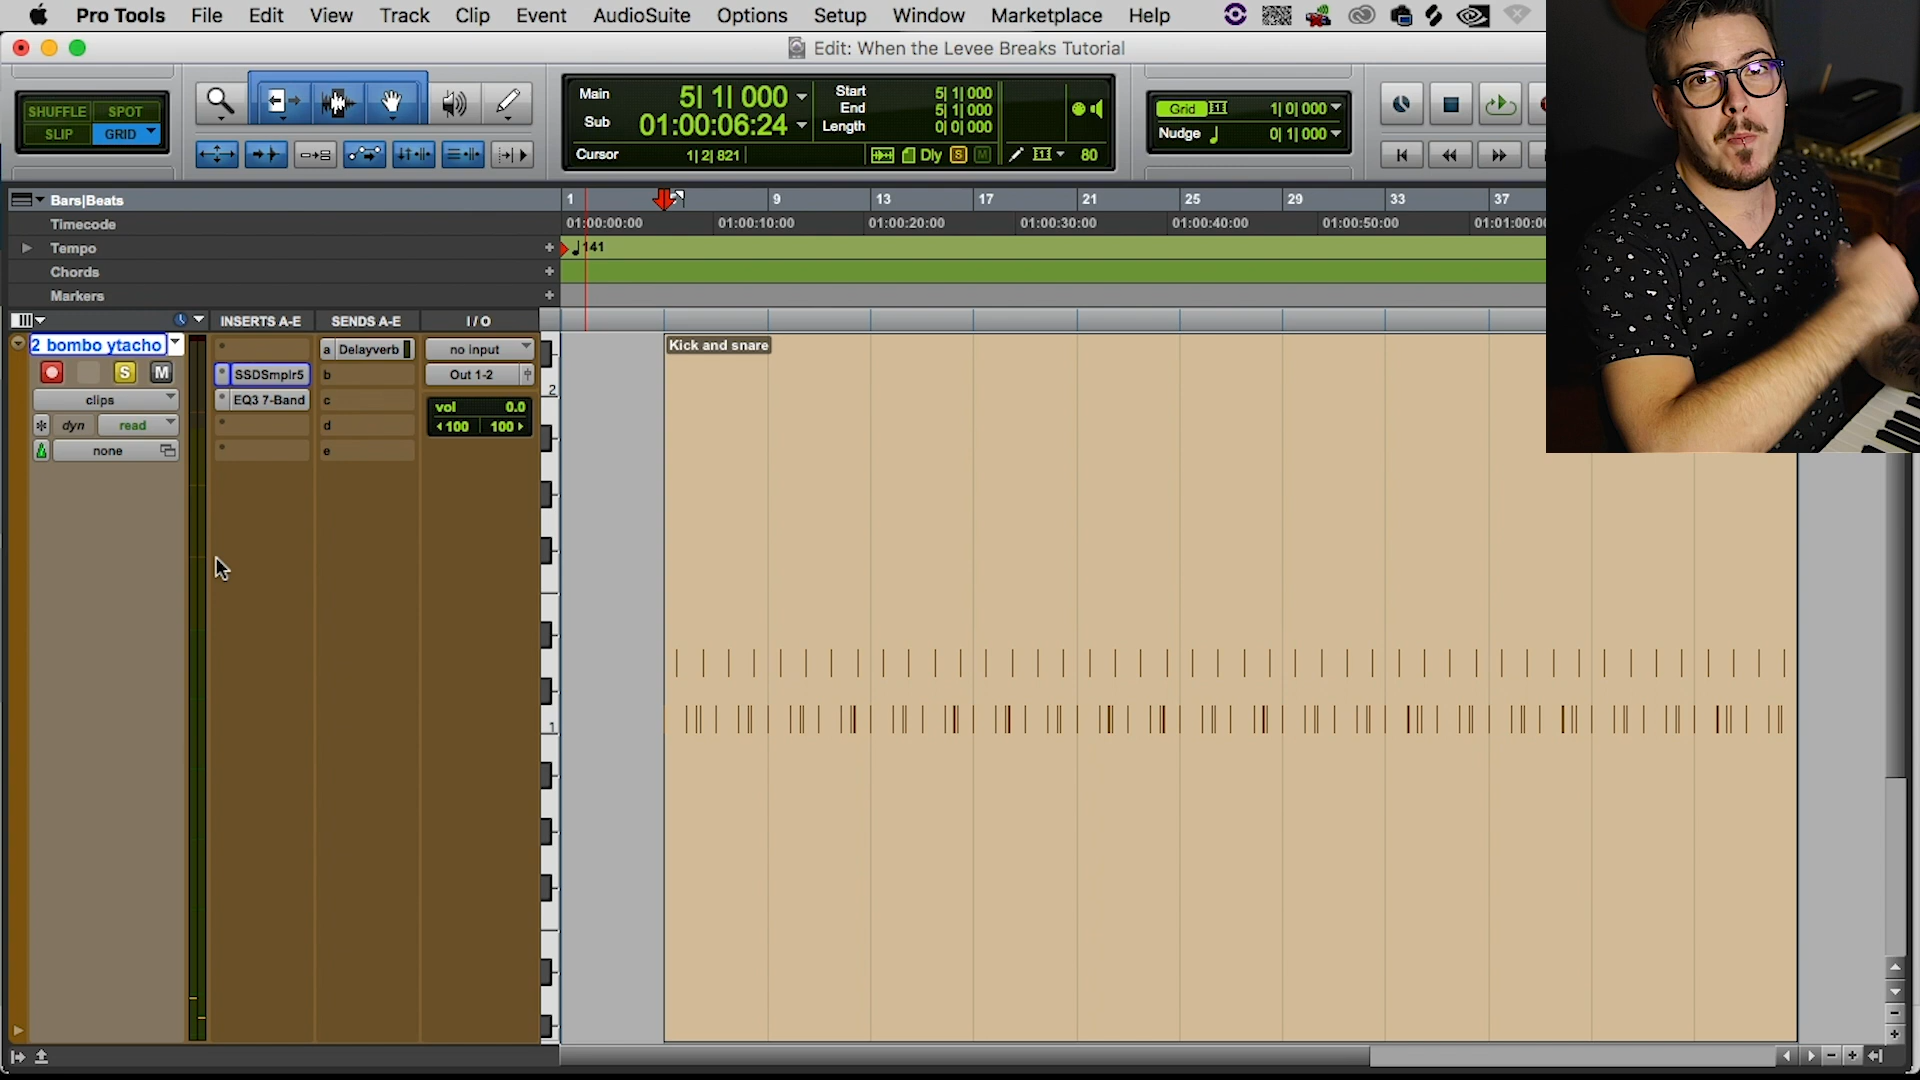 Pro Tools File Edit View Track Clip Event AudioSuite Options Setup Window Marketplace Help
Edit: When the Levee Breaks Tutorial
SHUFFLE SPOT
SLIP GRID
Main 5| 1| 000
Sub 01:00:06:24
Start 5| 1| 000
End 5| 1| 000
Length 0| 0| 000
Cursor 1| 2| 821
Dly S M 80
Grid 1| 0| 000
Nudge 0| 1| 000
Bars|Beats 1 9 13 17 21 25 29 33 37
Timecode 01:00:00:00 01:00:10:00 01:00:20:00 01:00:30:00 01:00:40:00 01:00:50:00 01:01:00:00
Tempo 141
Chords
Markers
INSERTS A-E SENDS A-E I / O
2 bombo ytacho
S M
clips
dyn read
none
SSDSmplr5
EQ3 7-Band
a Delayverb
b
c
d
e
no input
Out 1-2
vol 0.0
100 100
2
1
Kick and snare